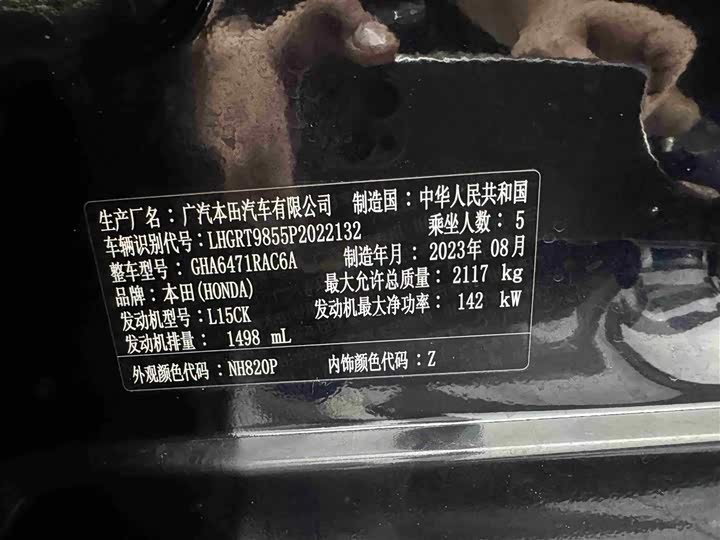 生产厂名：广汽本田汽车有限公司 制造国：中华人民共和国
车辆识别代号：LHGRT9855P2022132 乘坐人数：5
整车型号：GHA6471RAC6A 制造年月：2023年08月
品牌：本田(HONDA) 最大允许总质量：2117 kg
发动机型号：L15CK 发动机最大净功率：142 kW
发动机排量：1498 mL
外观颜色代码：NH820P 内饰颜色代码：Z